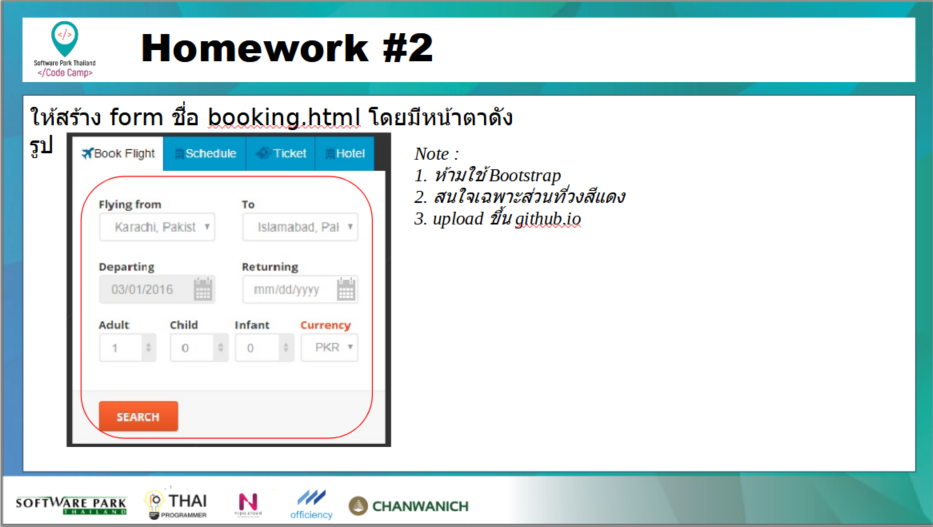 </>
Software Park Thailand
</Code Camp>
Homework #2
ให้สร้าง form ชื่อ booking.html โดยมีหน้าตาดัง
รูป
Book Flight Schedule Ticket Hotel
Flying from To
Karachi, Pakist Islamabad, Pal
Departing Returning
03/01/2016 mm/dd/yyyy
Adult Child Infant Currency
1 0 0 PKR
SEARCH
Note :
1. ห้ามใช้ Bootstrap
2. สนใจเฉพาะส่วนที่วงสีแดง
3. upload ขึ้น github.io
SOFTWARE PARK
THAILAND
THAI
PROGRAMMER
N
officiency
CHANWANICH